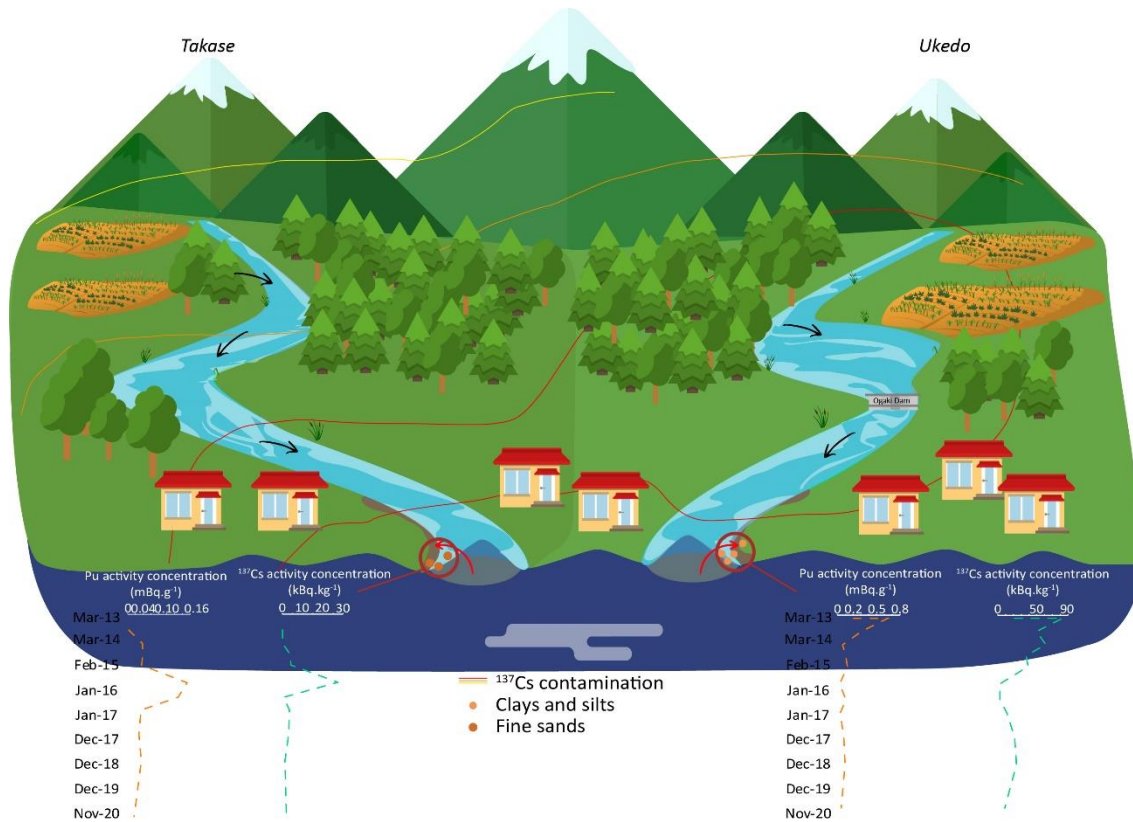 Takase
Ukedo
Ogaki Dam
Pu activity concentration
(mBq.g⁻¹)
0 0.04 0.10 0.16
¹³⁷Cs activity concentration
(kBq.kg⁻¹)
0 10 20 30
Mar-13
Mar-14
Feb-15
Jan-16
Jan-17
Dec-17
Dec-18
Dec-19
Nov-20
¹³⁷Cs contamination
Clays and silts
Fine sands
Pu activity concentration
(mBq.g⁻¹)
0 0.2 0.5 0.8
¹³⁷Cs activity concentration
(kBq.kg⁻¹)
0 50 90
Mar-13
Mar-14
Feb-15
Jan-16
Jan-17
Dec-17
Dec-18
Dec-19
Nov-20